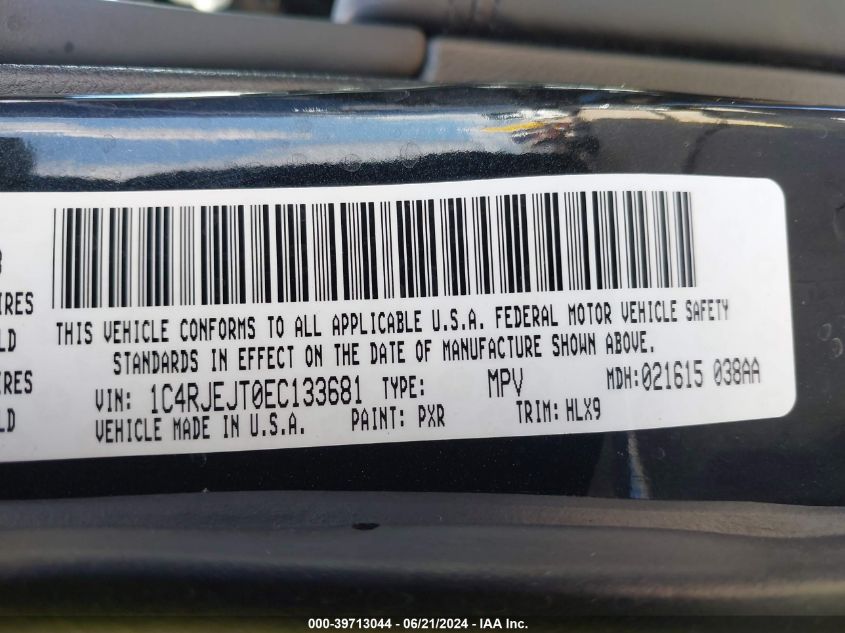 IRES
LD
IRES
LD
THIS VEHICLE CONFORMS TO ALL APPLICABLE U.S.A. FEDERAL MOTOR VEHICLE SAFETY
STANDARDS IN EFFECT ON THE DATE OF MANUFACTURE SHOWN ABOVE.
VIN: 1C4RJEJT0EC133681 TYPE: MPV MDH:021615 038AA
VEHICLE MADE IN U.S.A. PAINT: PXR TRIM: HLX9
000-39713044 - 06/21/2024 - IAA Inc.